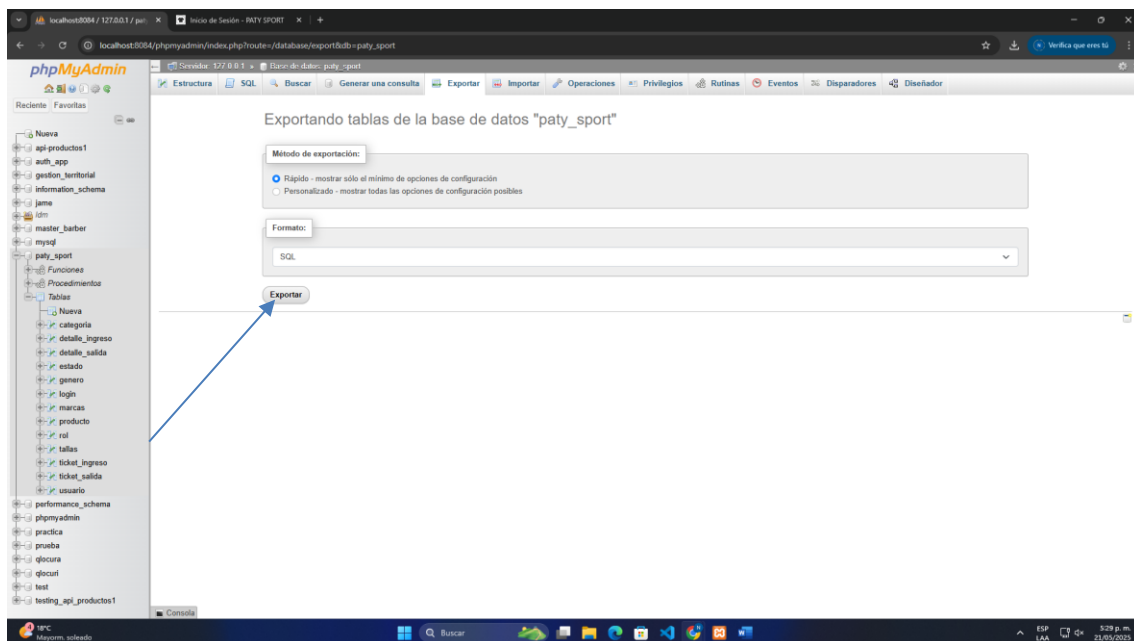 localhost:8084 / 127.0.0.1 / pat
Inicio de Sesión - PATY SPORT
localhost:8084/phpmyadmin/index.php?route=/database/export&db=paty_sport
Verifica que eres tú
phpMyAdmin
Reciente Favoritas
Nueva
api-productos1
auth_app
gestion_territorial
information_schema
jame
ldm
master_barber
mysql
paty_sport
Funciones
Procedimientos
Tablas
Nueva
categoria
detalle_ingreso
detalle_salida
estado
genero
login
marcas
producto
rol
tallas
ticket_ingreso
ticket_salida
usuario
performance_schema
phpmyadmin
practica
prueba
qlocura
qlocuri
test
testing_api_productos1
Servidor: 127.0.0.1 » Base de datos: paty_sport
Estructura SQL Buscar Generar una consulta Exportar Importar Operaciones Privilegios Rutinas Eventos Disparadores Diseñador
Exportando tablas de la base de datos "paty_sport"
Método de exportación:
Rápido - mostrar sólo el mínimo de opciones de configuración
Personalizado - mostrar todas las opciones de configuración posibles
Formato:
SQL
Exportar
Consola
18°C
Mayorm. soleado
Buscar
ESP
LAA
5:29 p. m.
21/05/2025